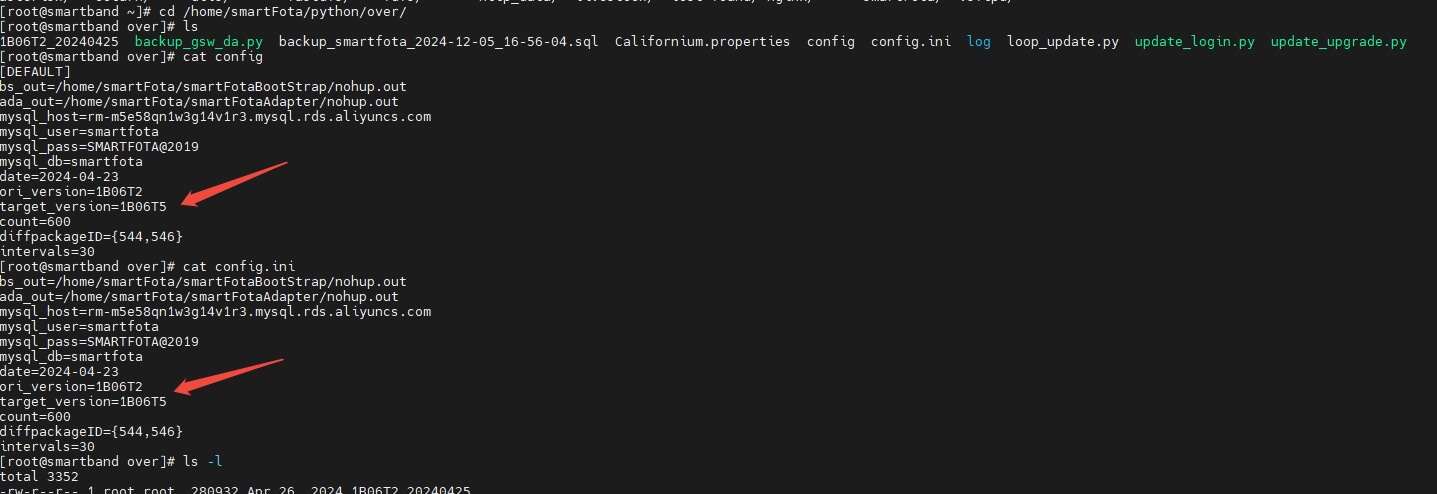 [root@smartband ~]# cd /home/smartFota/python/over/
[root@smartband over]# ls
1B06T2_20240425 backup_gsw_da.py backup_smartfota_2024-12-05_16-56-04.sql Californium.properties config config.ini log loop_update.py update_login.py update_upgrade.py
[root@smartband over]# cat config
[DEFAULT]
bs_out=/home/smartFota/smartFotaBootStrap/nohup.out
ada_out=/home/smartFota/smartFotaAdapter/nohup.out
mysql_host=rm-m5e58qn1w3g14v1r3.mysql.rds.aliyuncs.com
mysql_user=smartfota
mysql_pass=SMARTFOTA@2019
mysql_db=smartfota
date=2024-04-23
ori_version=1B06T2
target_version=1B06T5
count=600
diffpackageID={544,546}
intervals=30
[root@smartband over]# cat config.ini
bs_out=/home/smartFota/smartFotaBootStrap/nohup.out
ada_out=/home/smartFota/smartFotaAdapter/nohup.out
mysql_host=rm-m5e58qn1w3g14v1r3.mysql.rds.aliyuncs.com
mysql_user=smartfota
mysql_pass=SMARTFOTA@2019
mysql_db=smartfota
date=2024-04-23
ori_version=1B06T2
target_version=1B06T5
count=600
diffpackageID={544,546}
intervals=30
[root@smartband over]# ls -l
total 3352
-rw-r--r-- 1 root root 280932 Apr 26 2024 1B06T2_20240425